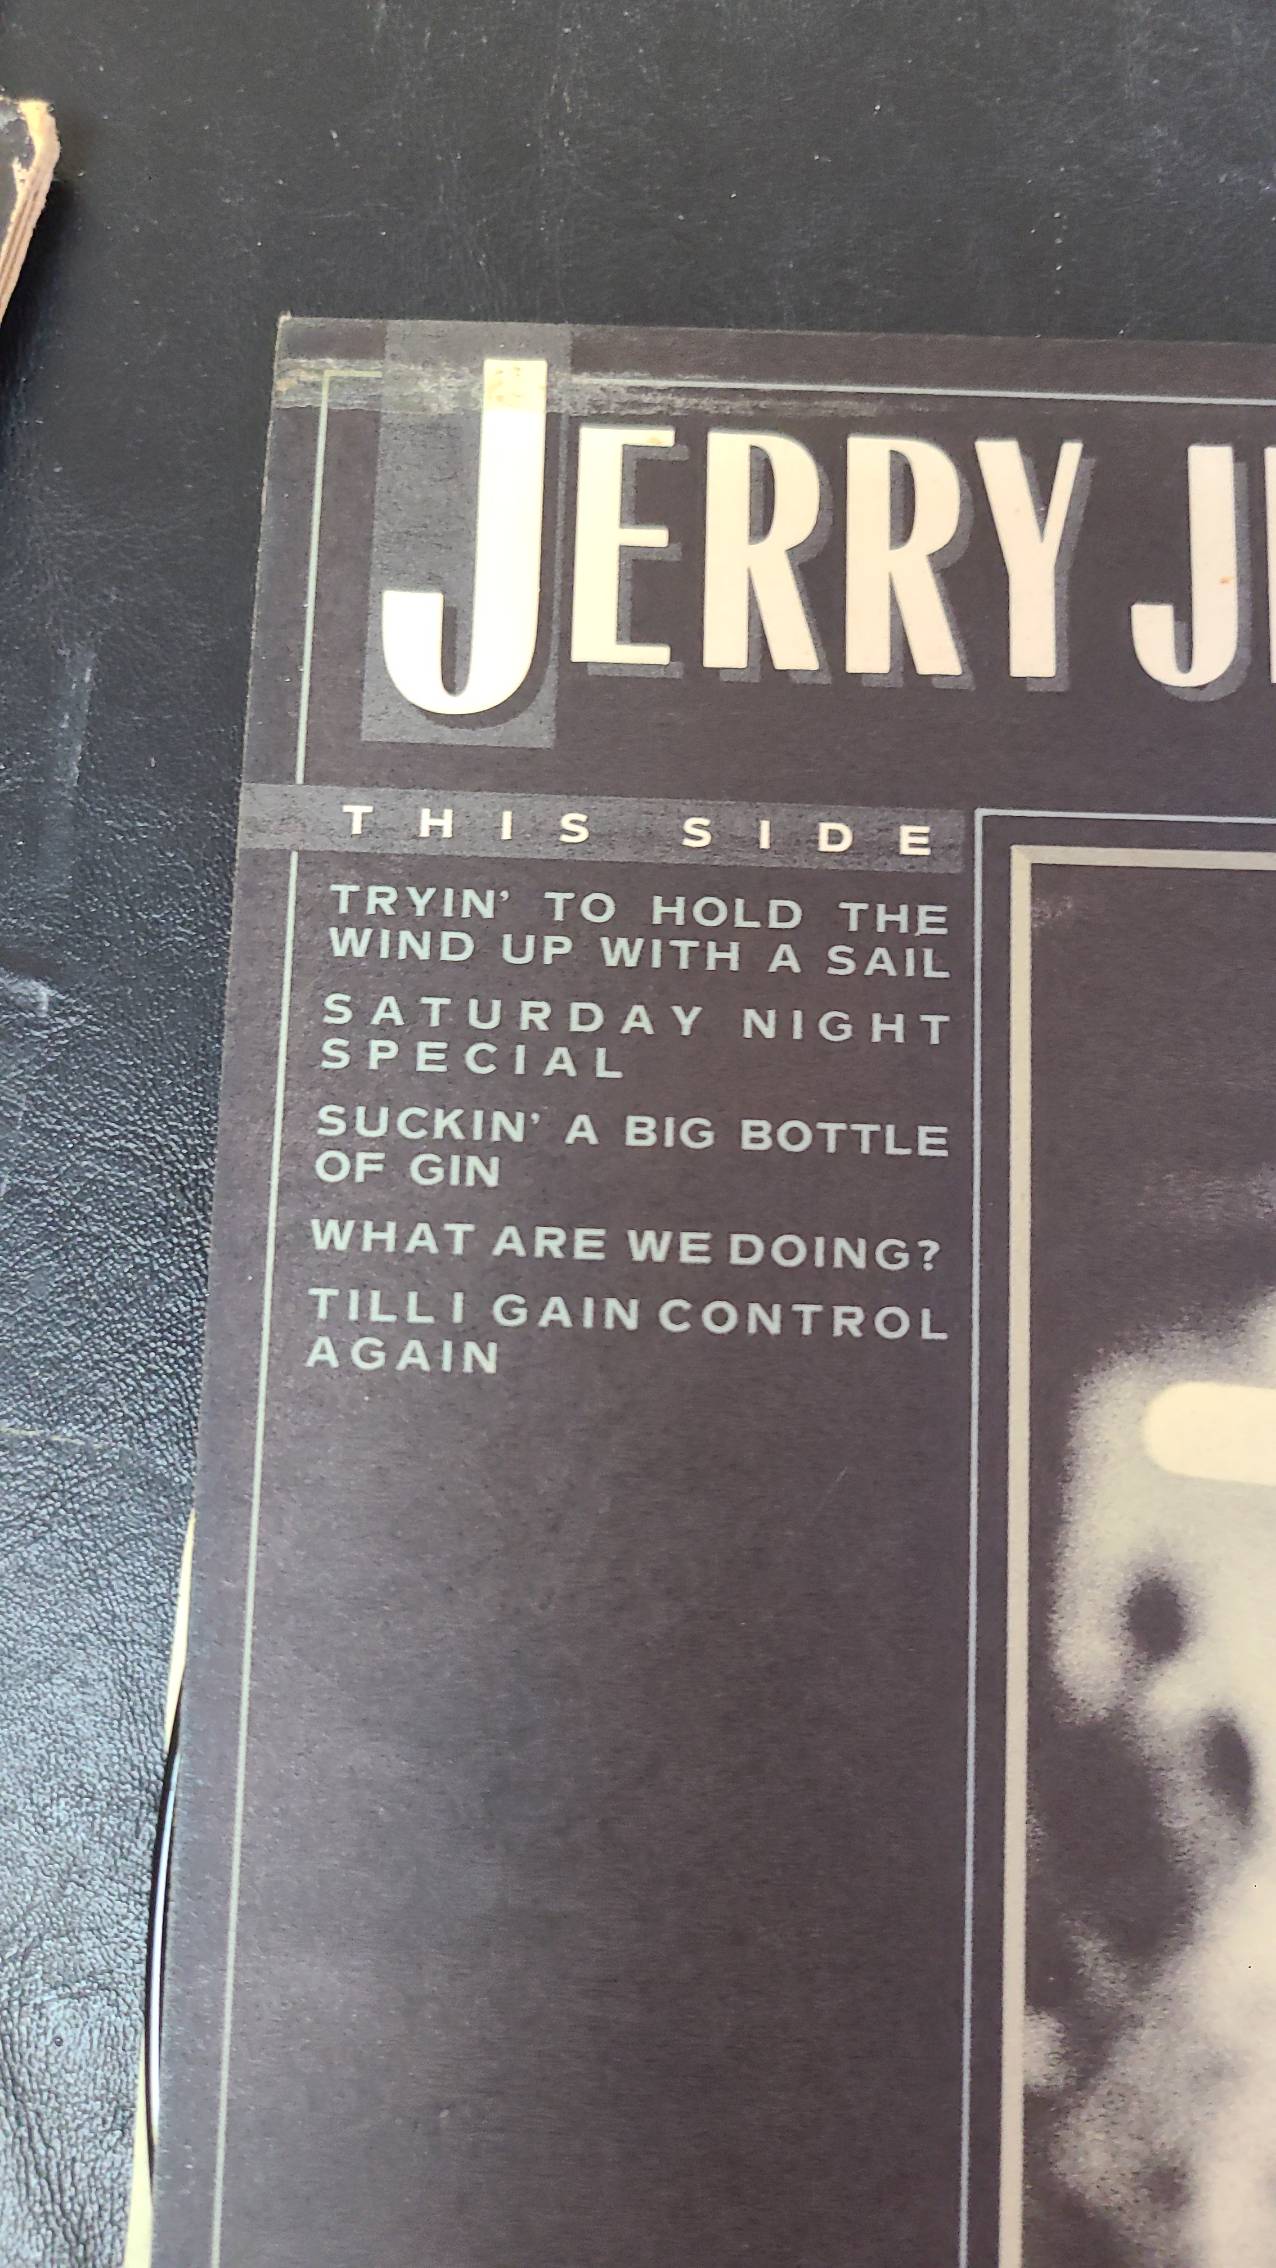 JERRY J
THIS SIDE
TRYIN' TO HOLD THE
WIND UP WITH A SAIL
SATURDAY NIGHT
SPECIAL
SUCKIN' A BIG BOTTLE
OF GIN
WHAT ARE WE DOING?
TILL I GAIN CONTROL
AGAIN